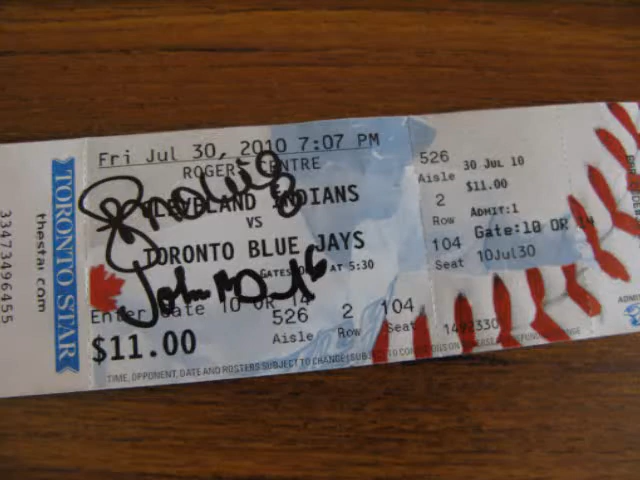 33473496455
thestar.com
TORONTO STAR
Fri Jul 30, 2010 7:07 PM
ROGERS CENTRE
CLEVELAND INDIANS
VS
TORONTO BLUE JAYS
GATES OPEN AT 5:30
Enter Gate 10 OR 14
526 2 104
Aisle Row Seat
$11.00
TIME, OPPONENT, DATE AND ROSTERS SUBJECT TO CHANGE
John
526
Aisle
2
Row
104
Seat
30 JUL 10
$11.00
ADMIT:1
Gate:10 OR 14
10Jul30
1492330